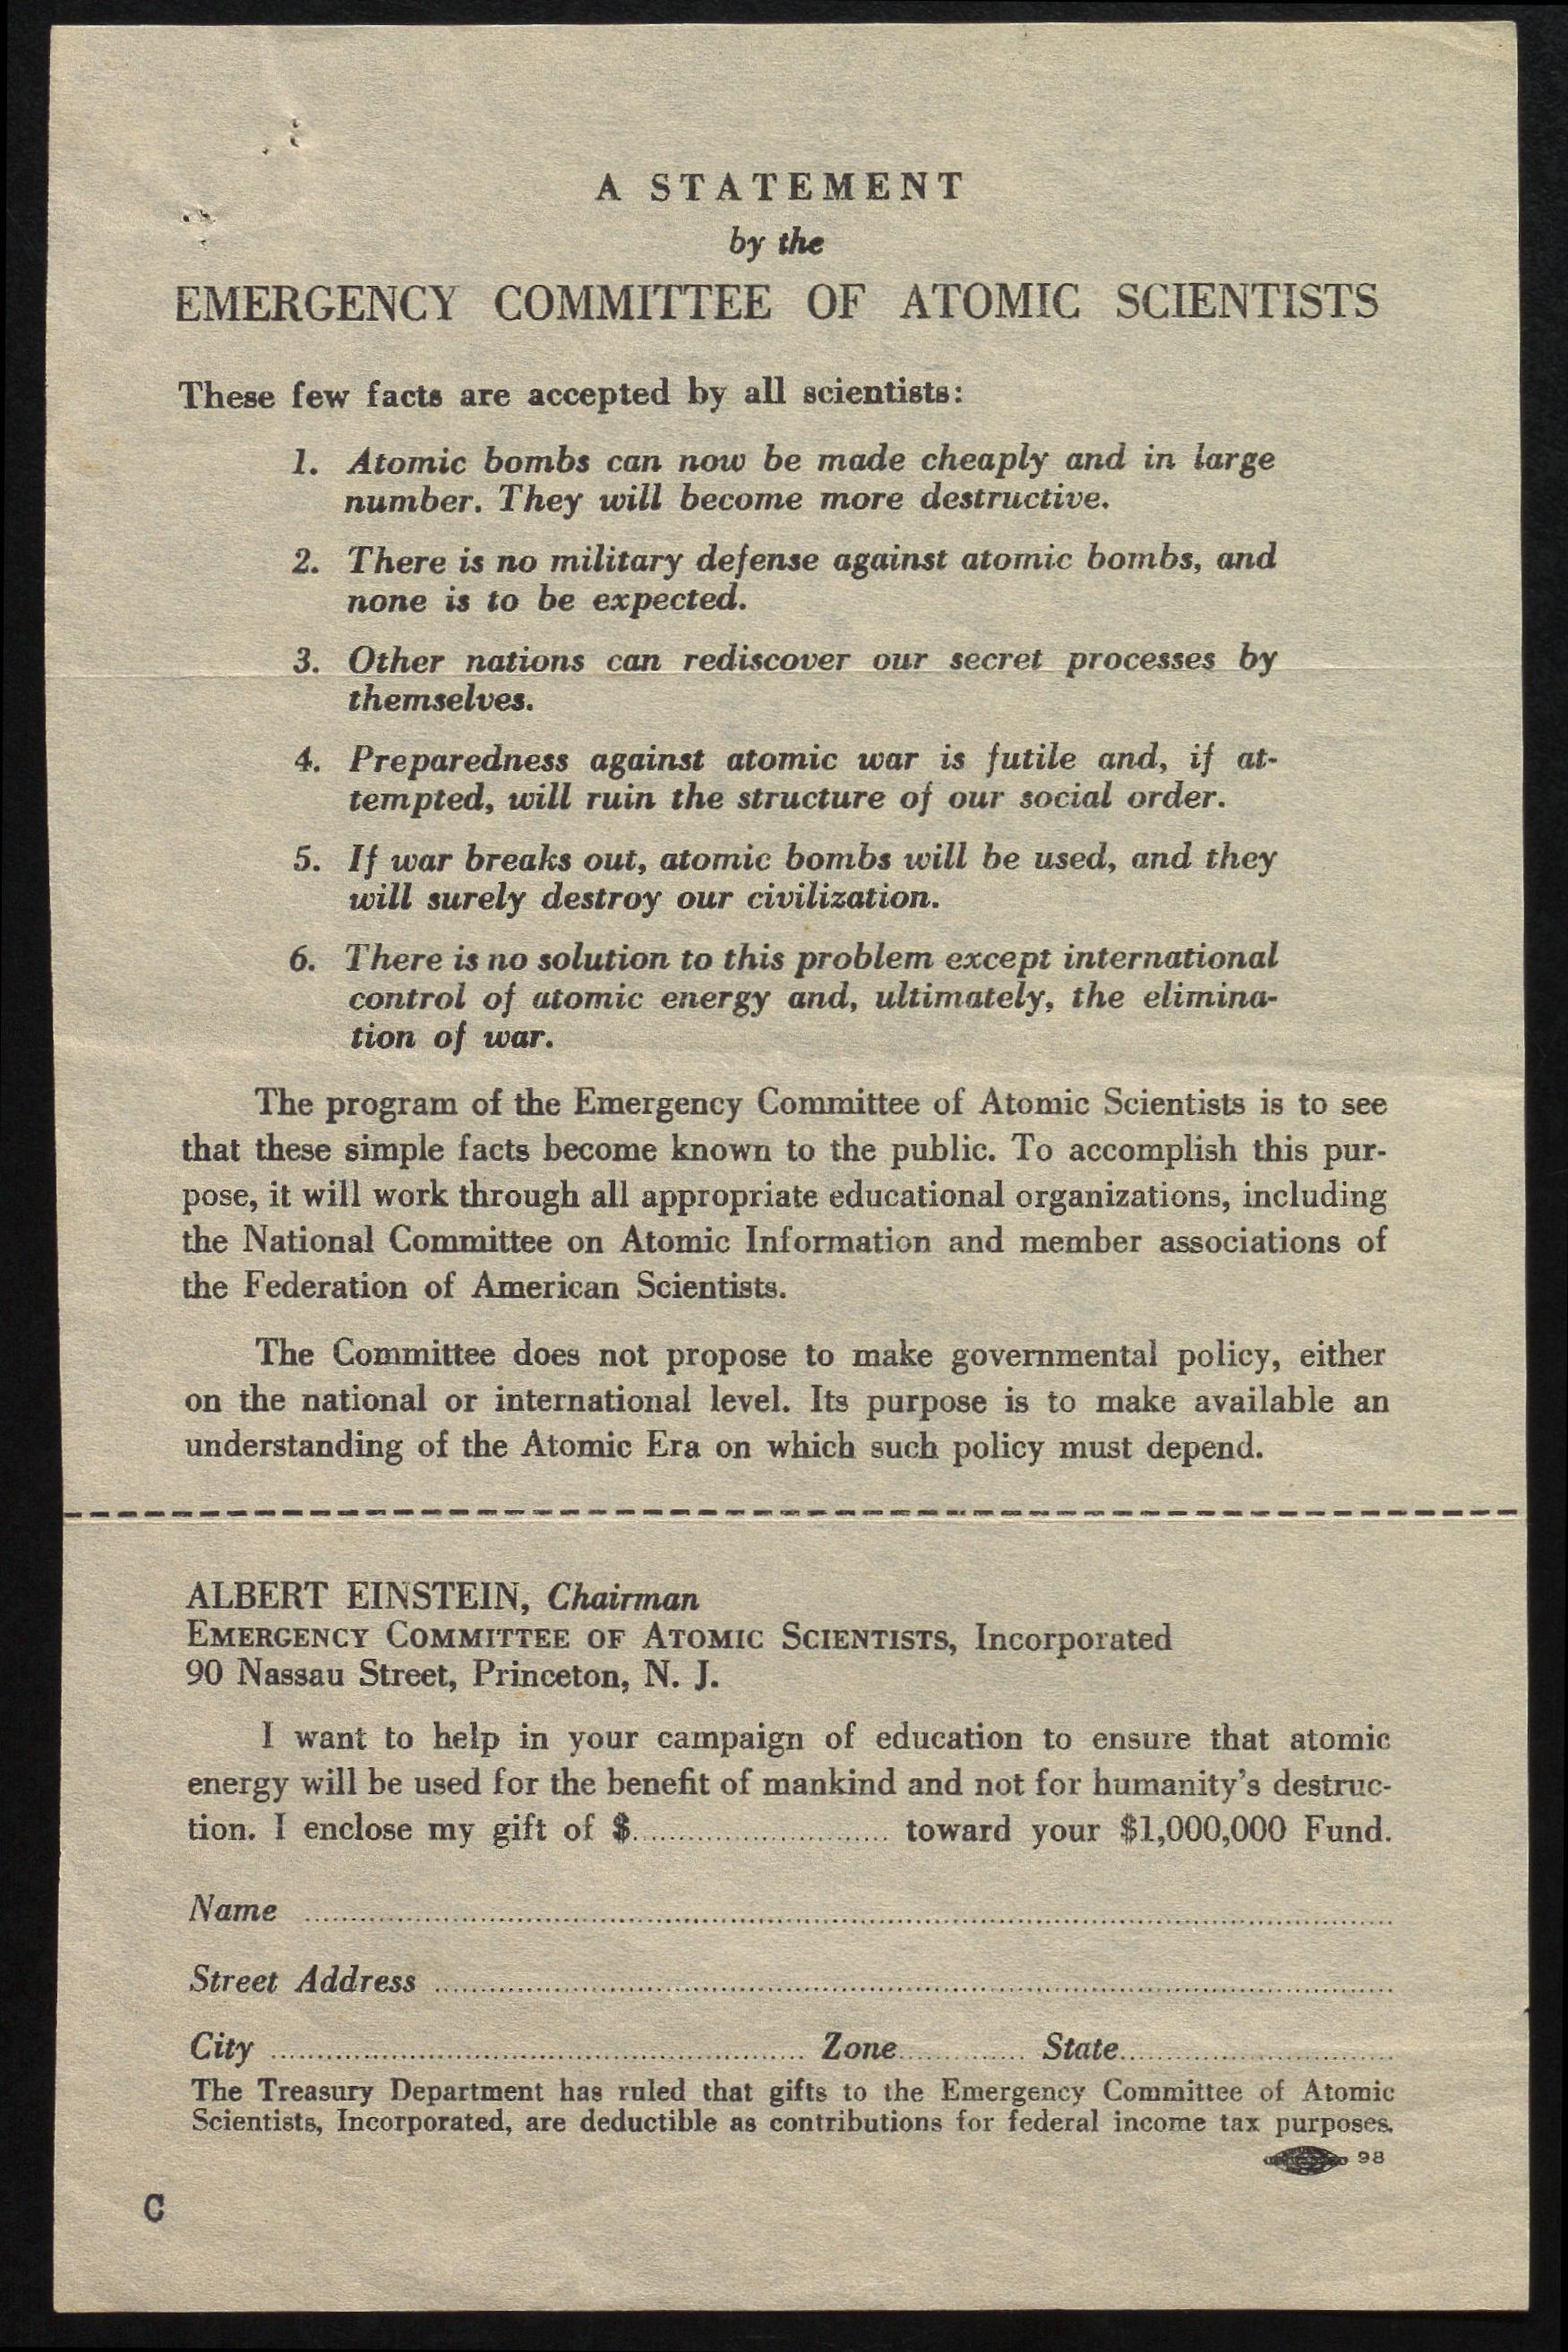 A STATEMENT
by the
EMERGENCY COMMITTEE OF ATOMIC SCIENTISTS
These few facts are accepted by all scientists:
1. Atomic bombs can now be made cheaply and in large
number. They will become more destructive.
2. There is no military defense against atomic bombs, and
none is to be expected.
3. Other nations can rediscover our secret processes by
themselves.
4. Preparedness against atomic war is futile and, if at-
tempted, will ruin the structure of our social order.
5. If war breaks out, atomic bombs will be used, and they
will surely destroy our civilization.
6. There is no solution to this problem except international
control of atomic energy and, ultimately, the elimina-
tion of war.
The program of the Emergency Committee of Atomic Scientists is to see
that these simple facts become known to the public. To accomplish this pur-
pose, it will work through all appropriate educational organizations, including
the National Committee on Atomic Information and member associations of
the Federation of American Scientists.
The Committee does not propose to make governmental policy, either
on the national or international level. Its purpose is to make available an
understanding of the Atomic Era on which such policy must depend.
ALBERT EINSTEIN, Chairman
EMERGENCY COMMITTEE OF ATOMIC SCIENTISTS, Incorporated
90 Nassau Street, Princeton, N. J.
I want to help in your campaign of education to ensure that atomic
energy will be used for the benefit of mankind and not for humanity's destruc-
tion. I enclose my gift of $............................ toward your $1,000,000 Fund.
Name
Street Address
City Zone State
The Treasury Department has ruled that gifts to the Emergency Committee of Atomic
Scientists, Incorporated, are deductible as contributions for federal income tax purposes.
98
C